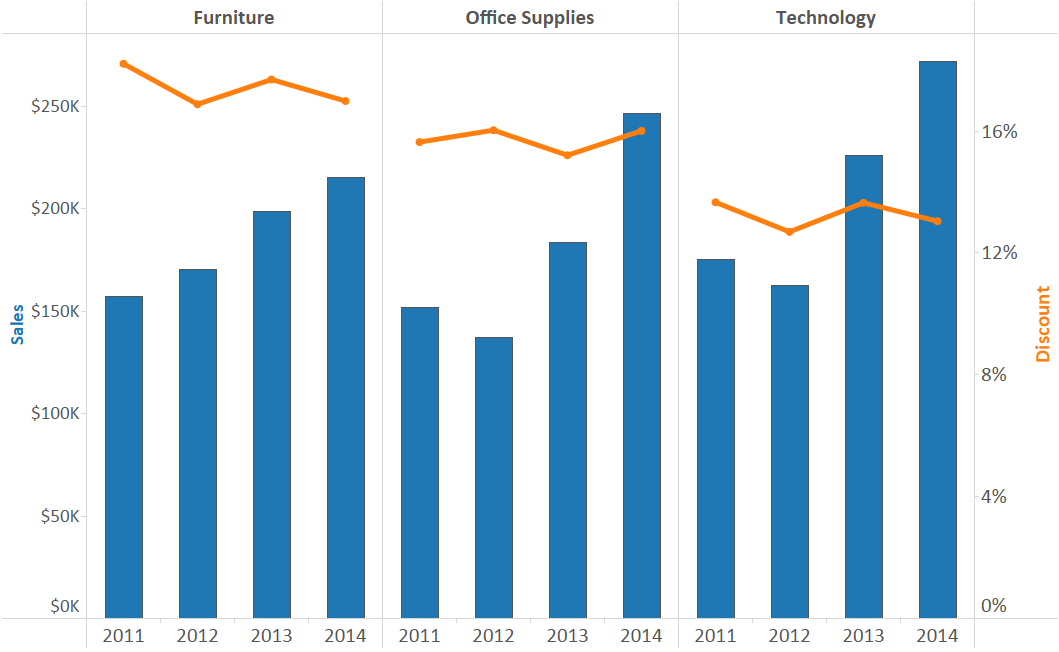 Furniture Office Supplies Technology
$250K
$200K
$150K
$100K
$50K
$0K
Sales
16%
12%
8%
4%
0%
Discount
2011 2012 2013 2014 2011 2012 2013 2014 2011 2012 2013 2014